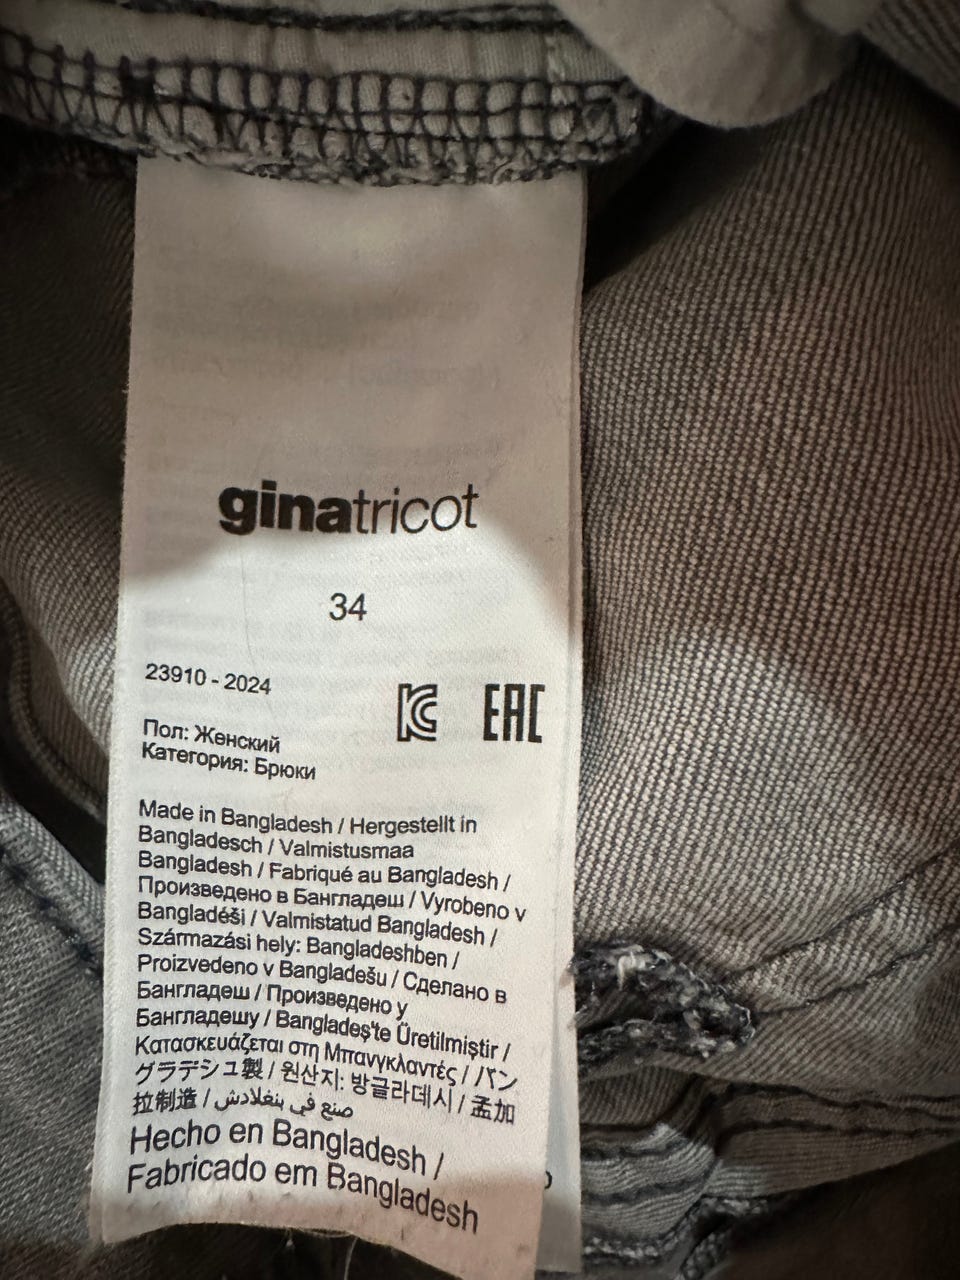 ginatricot
34
23910 - 2024
KC EAC
Пол: Женский
Категория: Брюки
Made in Bangladesh / Hergestellt in
Bangladesch / Valmistusmaa
Bangladesh / Fabriqué au Bangladesh /
Произведено в Бангладеш / Vyrobeno v
Bangladéši / Valmistatud Bangladesh /
Származási hely: Bangladeshben /
Proizvedeno v Bangladešu / Сделано в
Бангладеш / Произведено у
Бангладешу / Bangladeş'te Üretilmiştir /
Κατασκευάζεται στη Μπανγκλαντές / バン
グラデシュ製 / 원산지: 방글라데시 / 孟加
拉制造 / صنع في بنغلادش
Hecho en Bangladesh /
Fabricado em Bangladesh